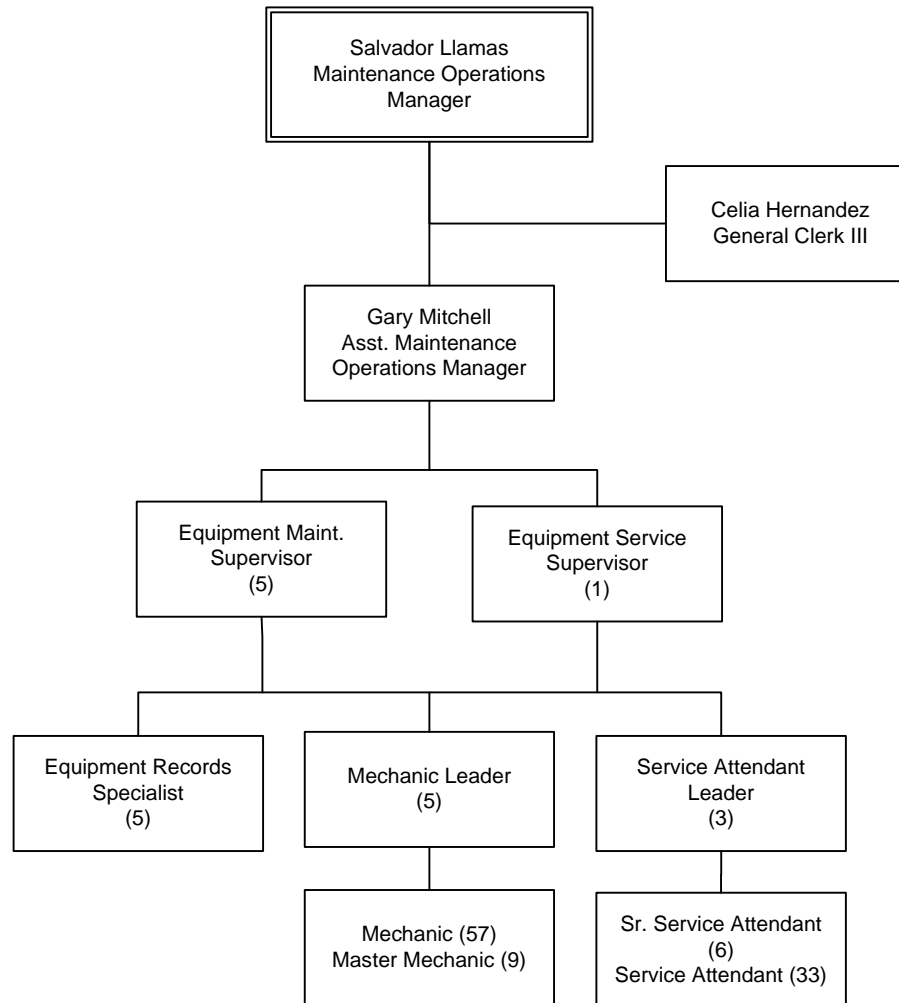 Salvador Llamas
Maintenance Operations
Manager
Celia Hernandez
General Clerk III
Gary Mitchell
Asst. Maintenance
Operations Manager
Equipment Maint.
Supervisor
(5)
Equipment Service
Supervisor
(1)
Equipment Records
Specialist
(5)
Mechanic Leader
(5)
Service Attendant
Leader
(3)
Mechanic (57)
Master Mechanic (9)
Sr. Service Attendant
(6)
Service Attendant (33)